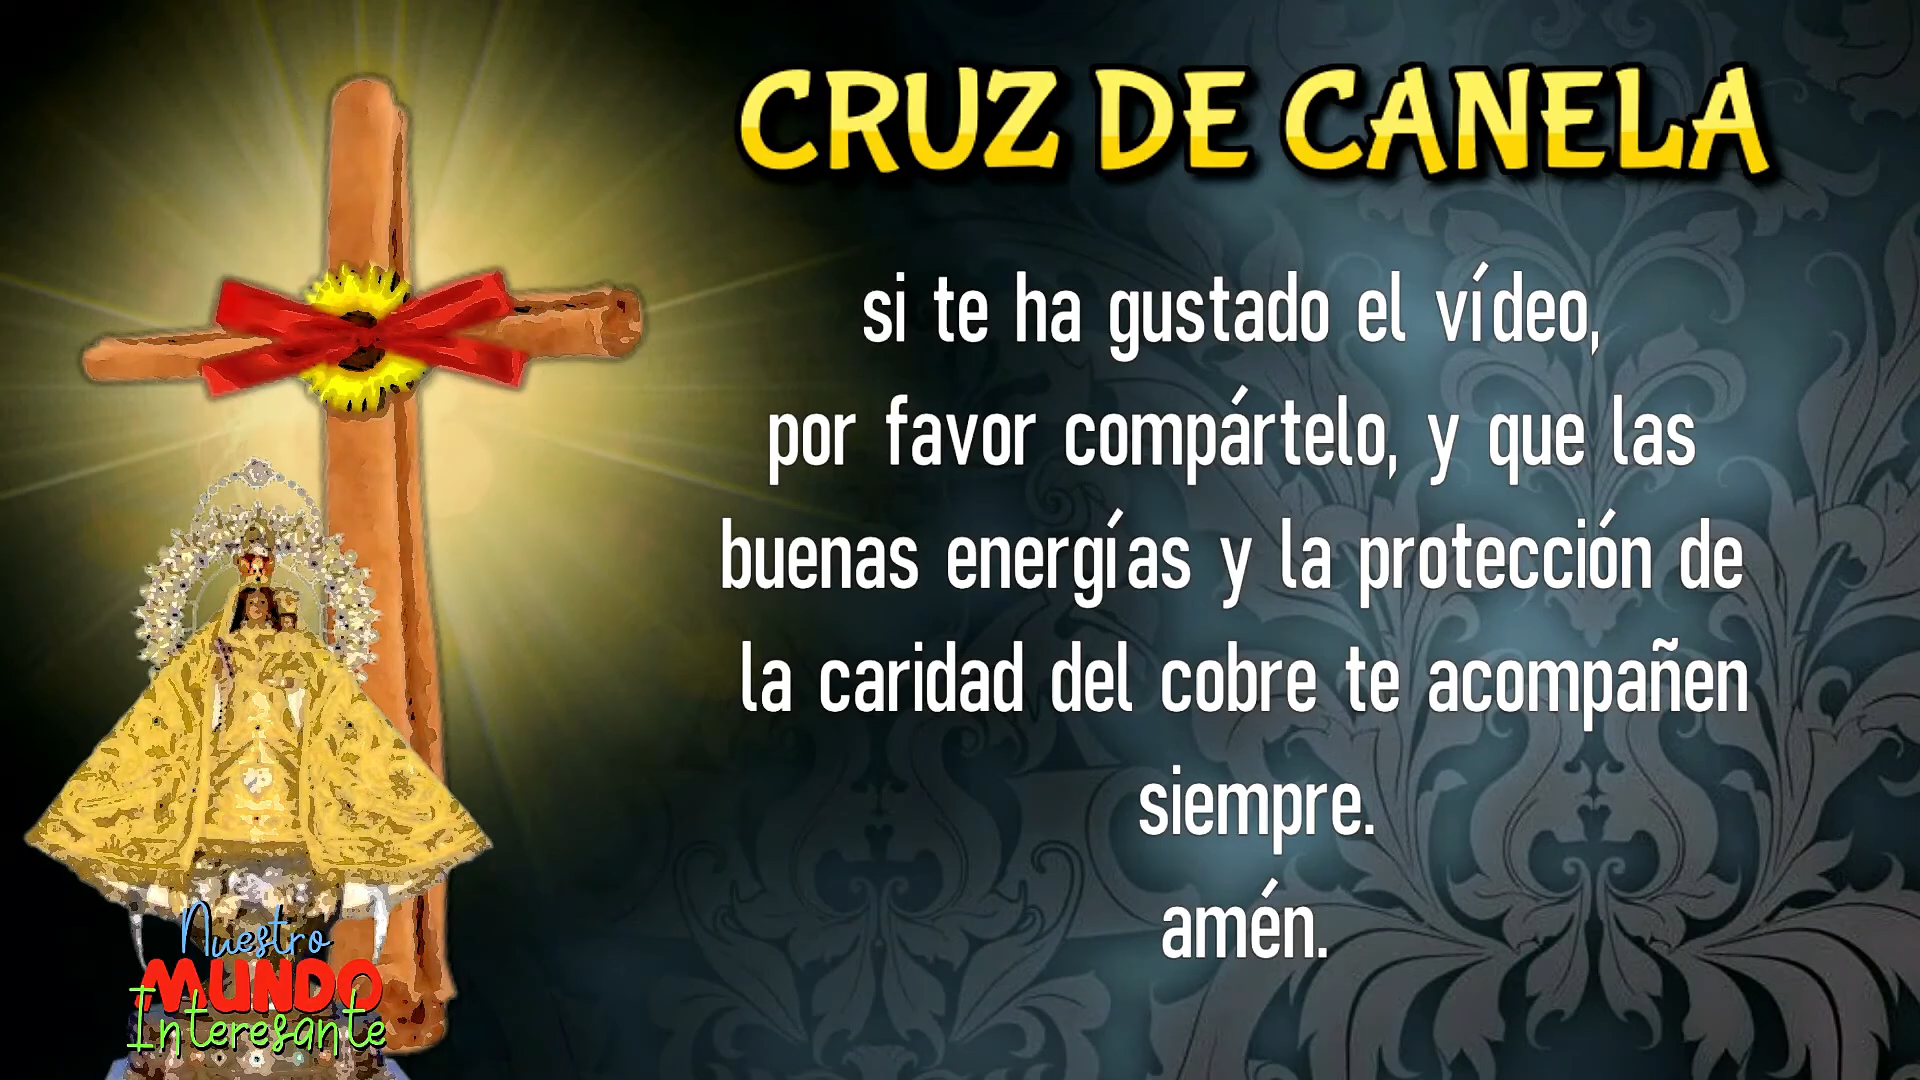 CRUZ DE CANELA
si te ha gustado el vídeo,
por favor compártelo, y que las
buenas energías y la protección de
la caridad del cobre te acompañen
siempre.
amén.
Nuestro
MUNDO
Interesante